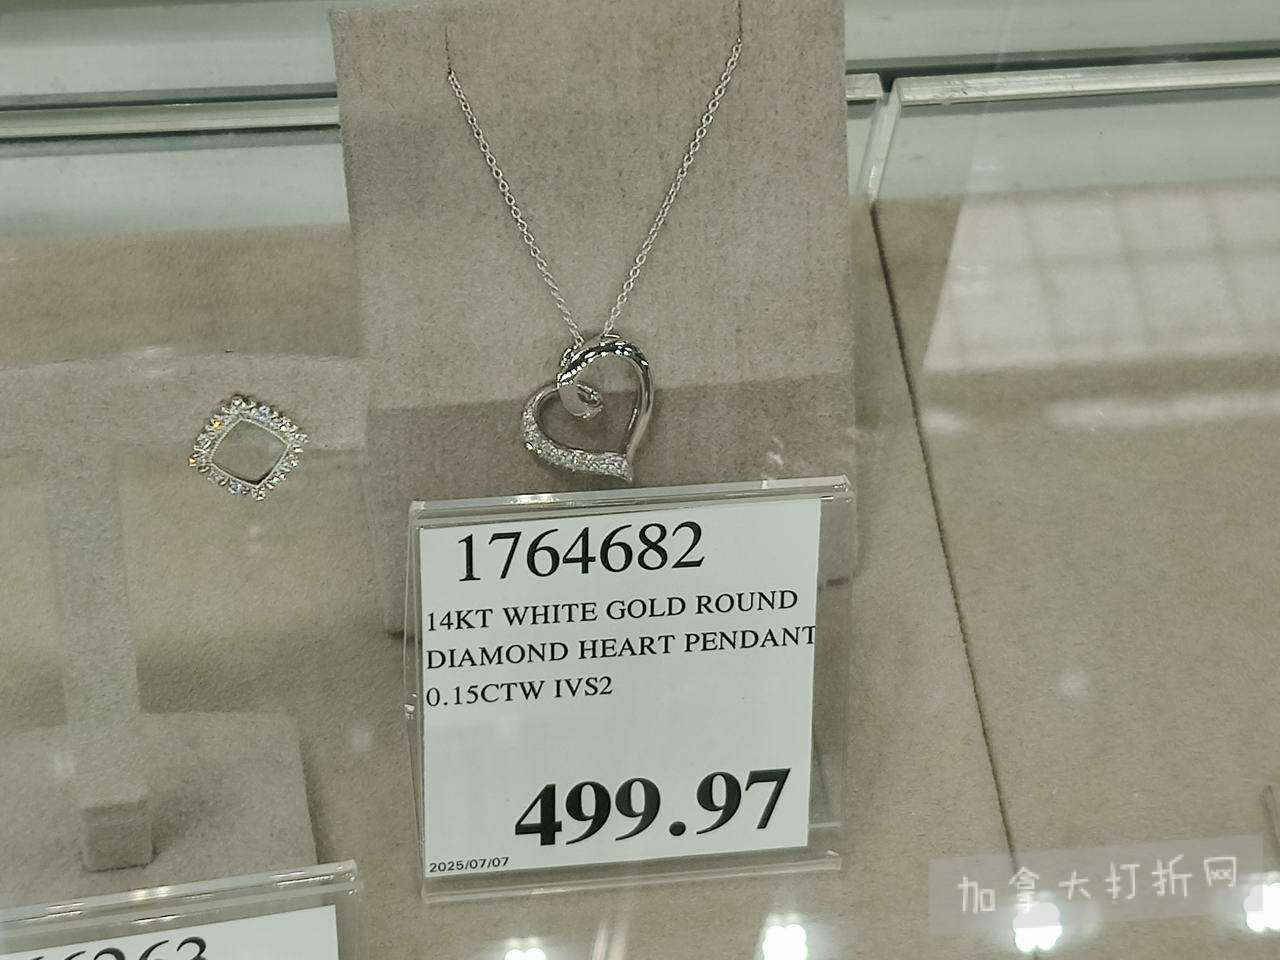 1764682
14KT WHITE GOLD ROUND
DIAMOND HEART PENDANT
0.15CTW IVS2
499.97
2025/07/07
加拿大打折网